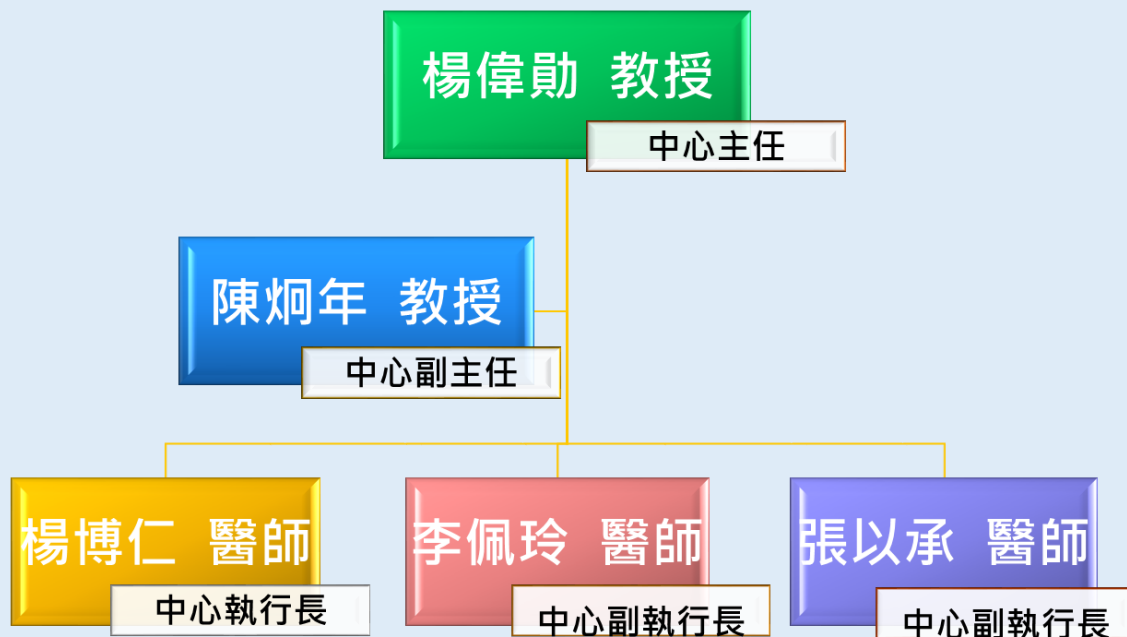 楊偉勛 教授
中心主任
陳炯年 教授
中心副主任
楊博仁 醫師
中心執行長
李佩玲 醫師
中心副執行長
張以承 醫師
中心副執行長